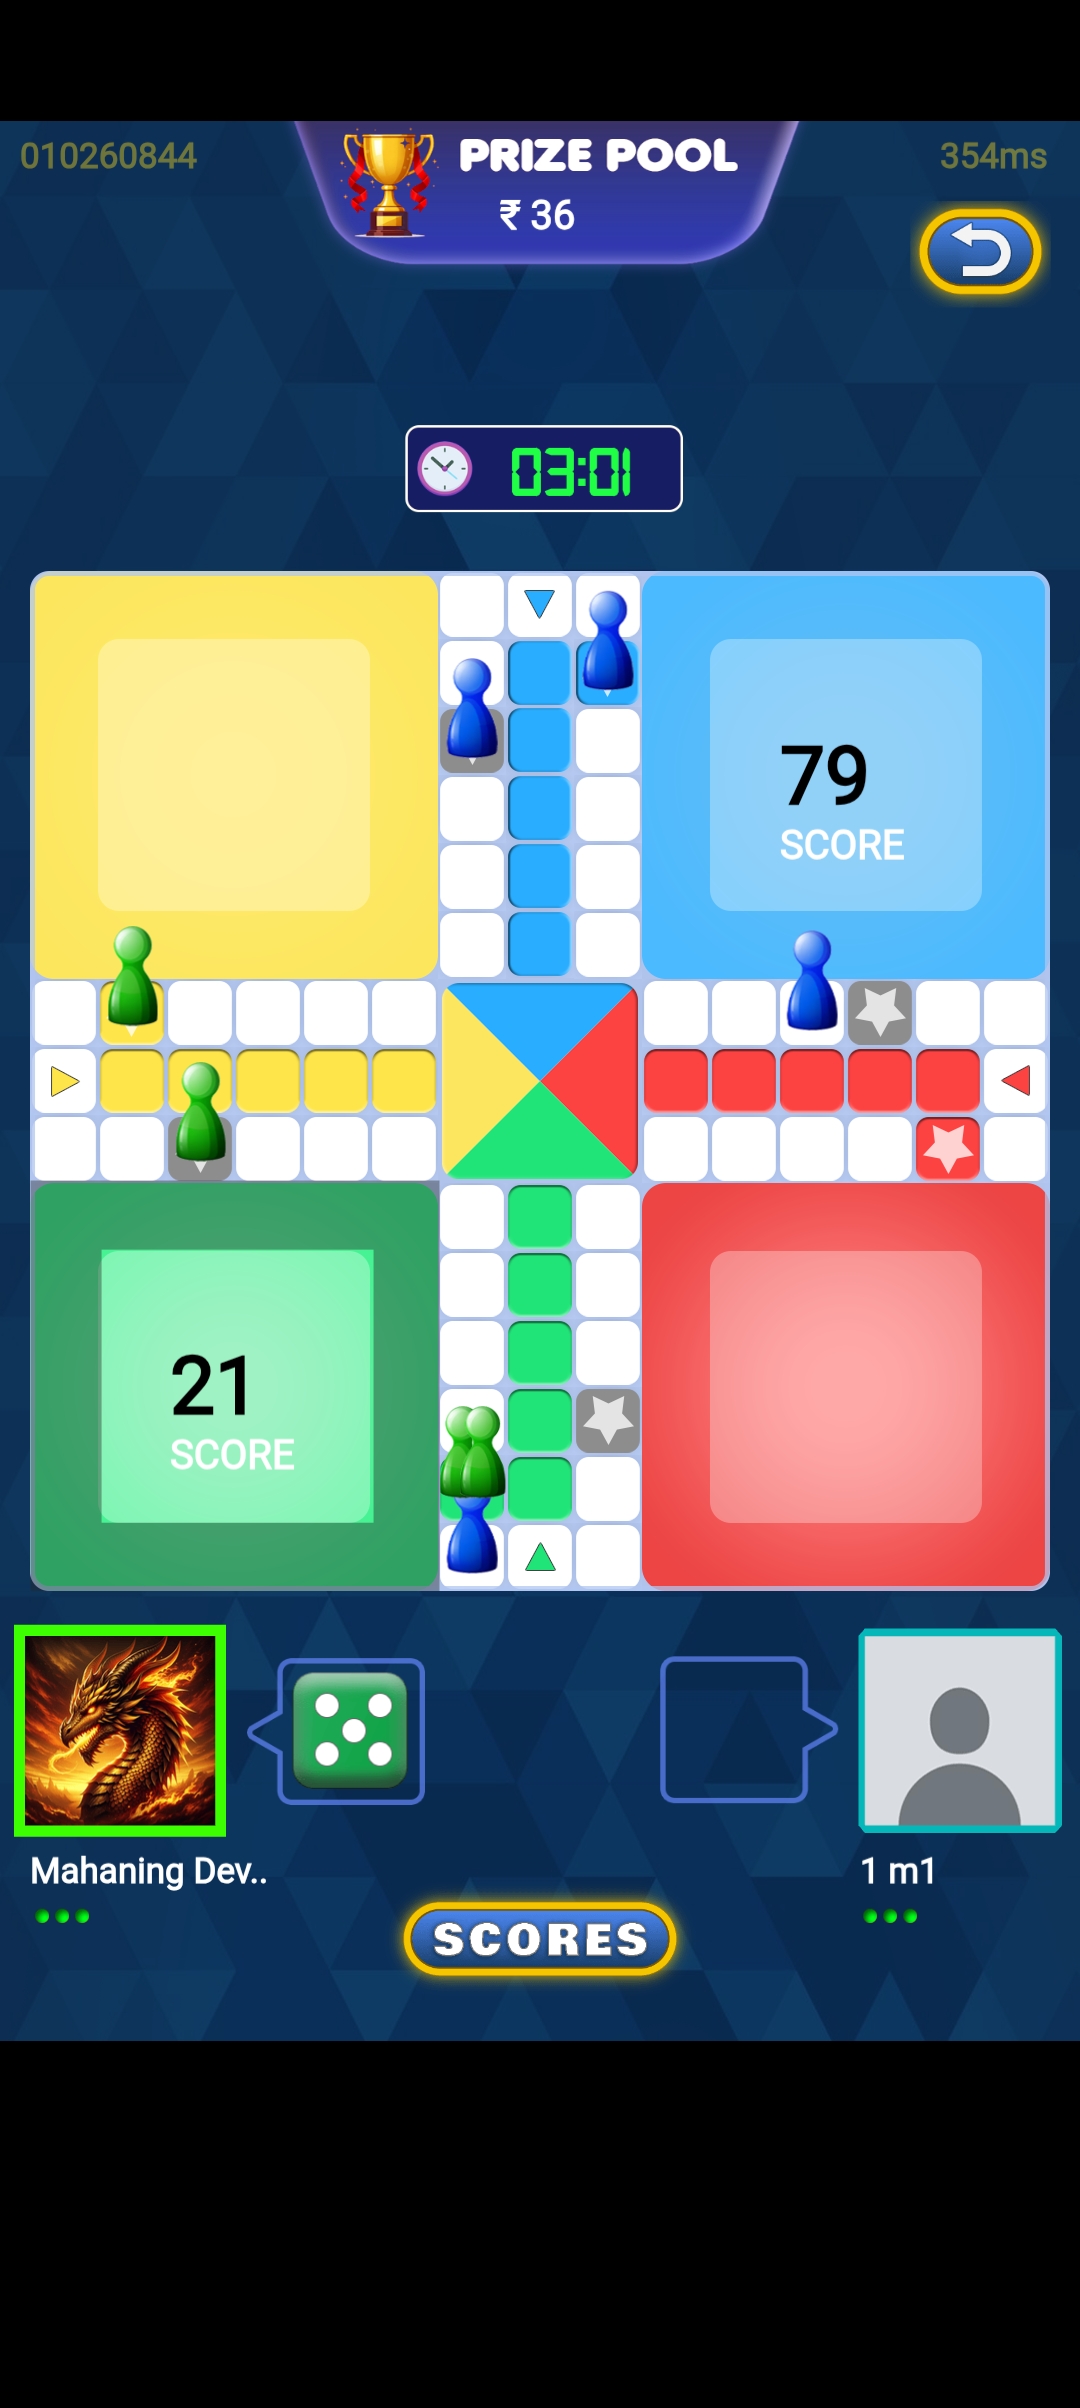 010260844
PRIZE POOL
354ms
₹ 36
03:01
79
SCORE
21
SCORE
Mahaning Dev..
1 m1
SCORES